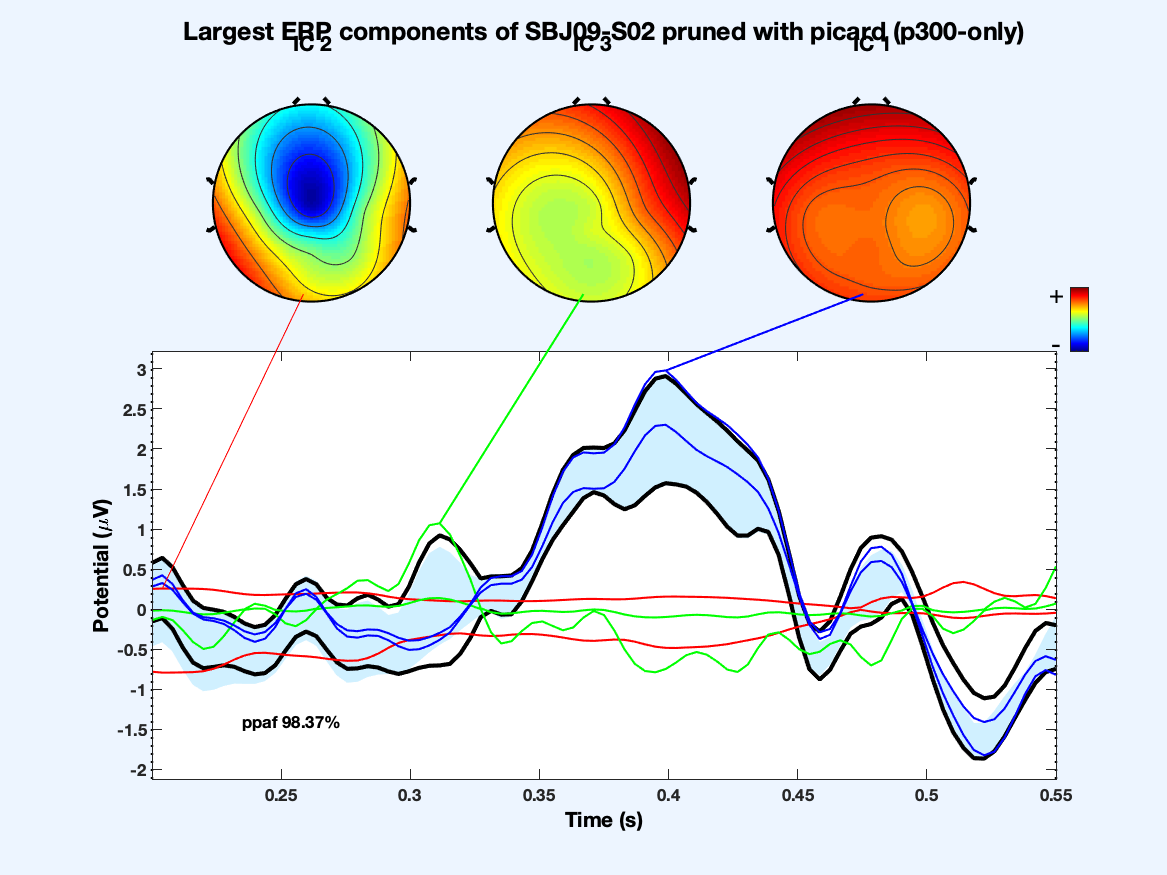 Largest ERP components of SBJ09-S02 pruned with picard (p300-only)
IC 2 IC 3 IC 1
+
-
3
2.5
2
1.5
1
0.5
0
-0.5
-1
-1.5
-2
Potential (μV)
ppaf 98.37%
0.25 0.3 0.35 0.4 0.45 0.5 0.55
Time (s)